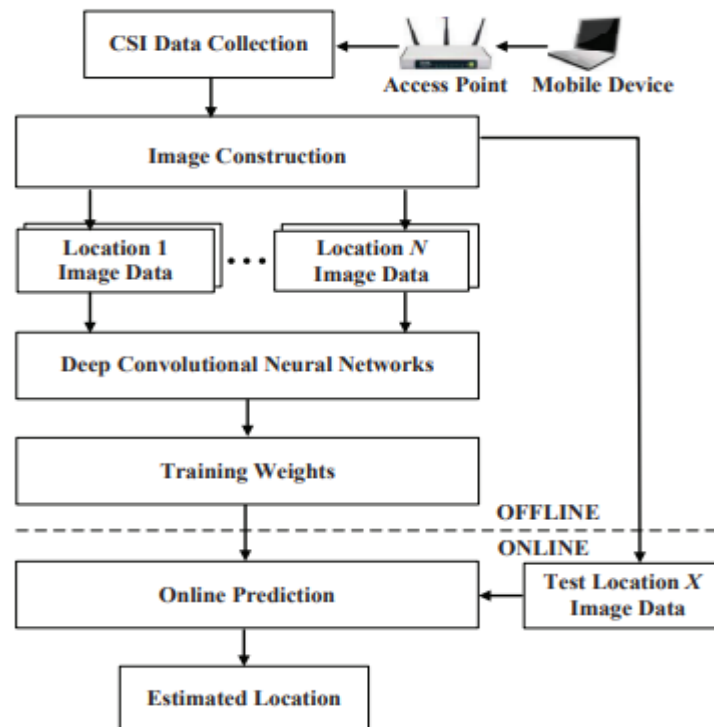 CSI Data Collection
Access Point
Mobile Device
Image Construction
Location 1
Image Data
...
Location N
Image Data
Deep Convolutional Neural Networks
Training Weights
OFFLINE
ONLINE
Online Prediction
Test Location X
Image Data
Estimated Location